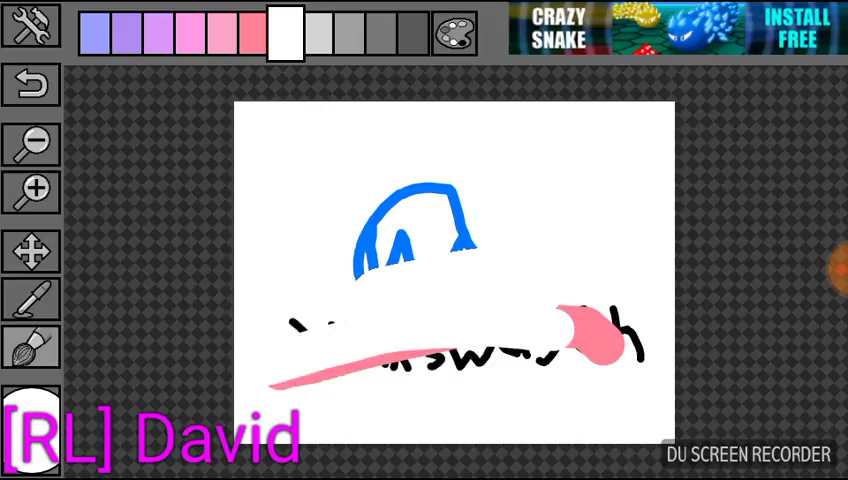 CRAZY
SNAKE
INSTALL
FREE
[RL] David
DU SCREEN RECORDER